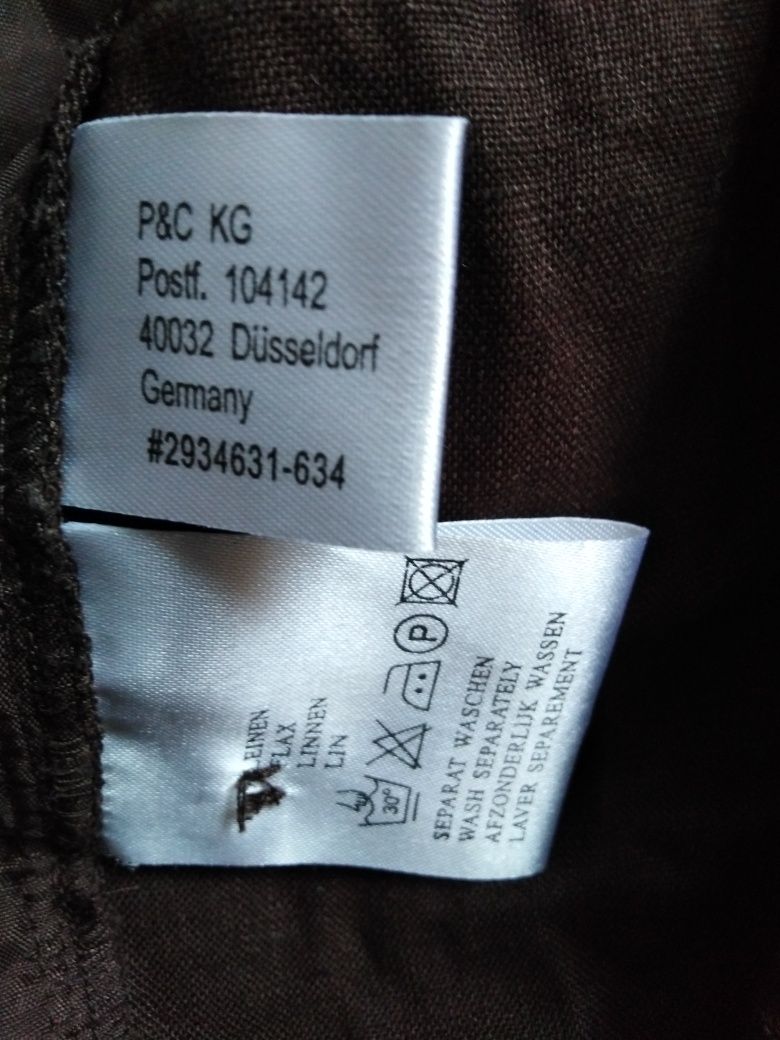 P&C KG
Postf. 104142
40032 Düsseldorf
Germany
#2934631-634
LEINEN
FLAX
LINNEN
LIN
30°
P
SEPARAT WASCHEN
WASH SEPARATELY
AFZONDERLIJK WASSEN
LAVER SEPAREMENT